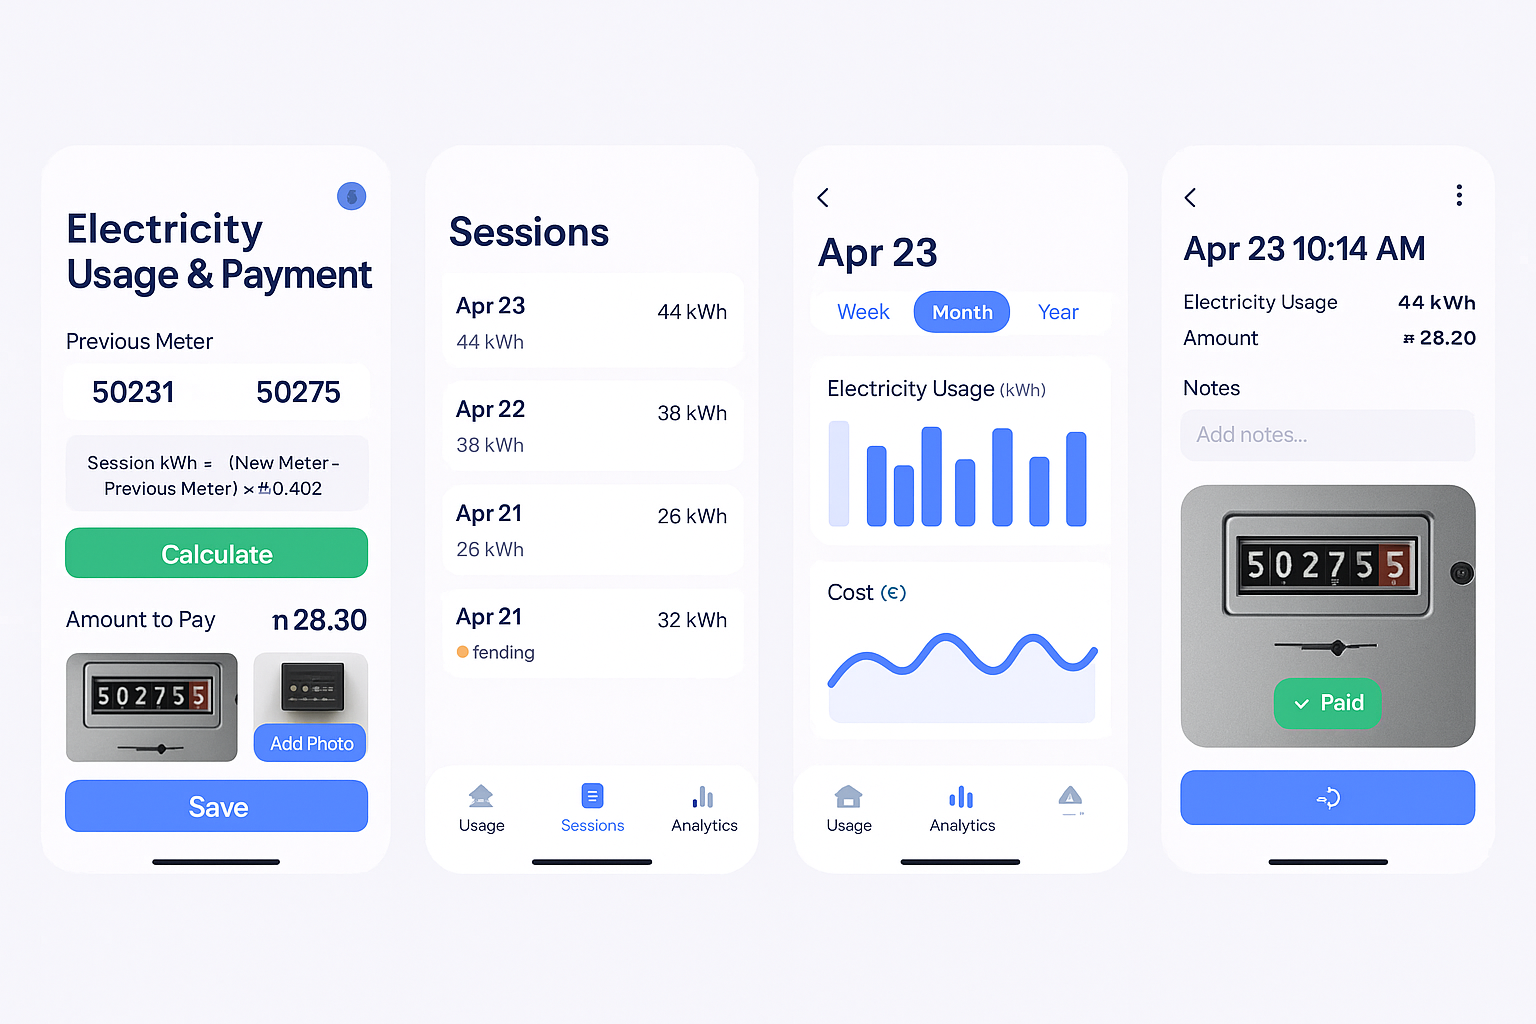 Electricity
Usage & Payment
Previous Meter
50231 50275
Session kWh = (New Meter –
Previous Meter) × 0.402
Calculate
Amount to Pay n 28.30
502755
Add Photo
Save
Sessions
Apr 23 44 kWh
44 kWh
Apr 22 38 kWh
38 kWh
Apr 21 26 kWh
26 kWh
Apr 21 32 kWh
fending
Usage Sessions Analytics
Apr 23
Week Month Year
Electricity Usage (kWh)
Cost (€)
Usage Analytics
Apr 23 10:14 AM
Electricity Usage 44 kWh
Amount 28.20
Notes
Add notes...
502755
Paid